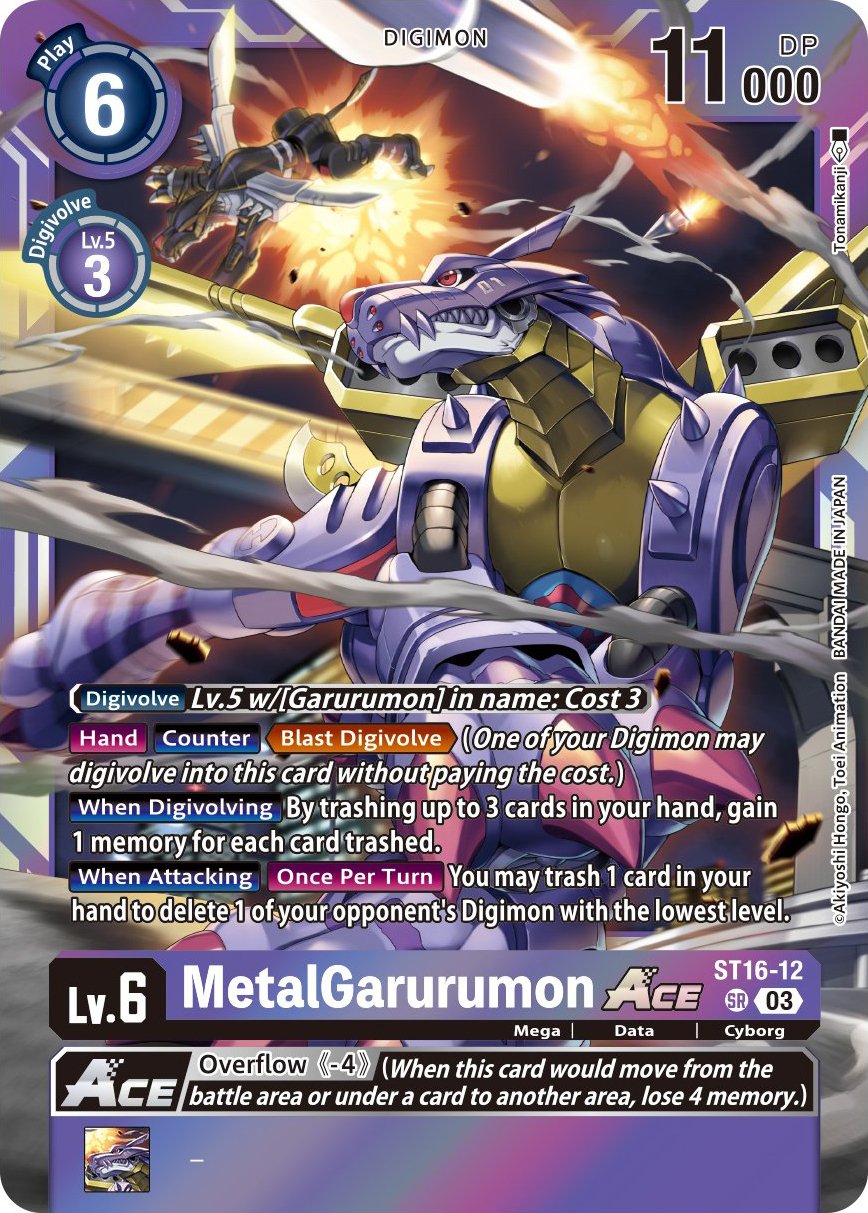 DIGIMON
Play
6
11000
DP
Digivolve
Lv.5
3
Tonamikanji
BANDAI MADE IN JAPAN
©Akiyoshi Hongo, Toei Animation
Digivolve Lv.5 w/[Garurumon] in name: Cost 3
Hand Counter Blast Digivolve (One of your Digimon may
digivolve into this card without paying the cost.)
When Digivolving By trashing up to 3 cards in your hand, gain
1 memory for each card trashed.
When Attacking Once Per Turn You may trash 1 card in your
hand to delete 1 of your opponent's Digimon with the lowest level.
Lv.6
MetalGarurumon ACE
ST16-12
SR 03
Mega | Data | Cyborg
ACE
Overflow《-4》(When this card would move from the
battle area or under a card to another area, lose 4 memory.)
–